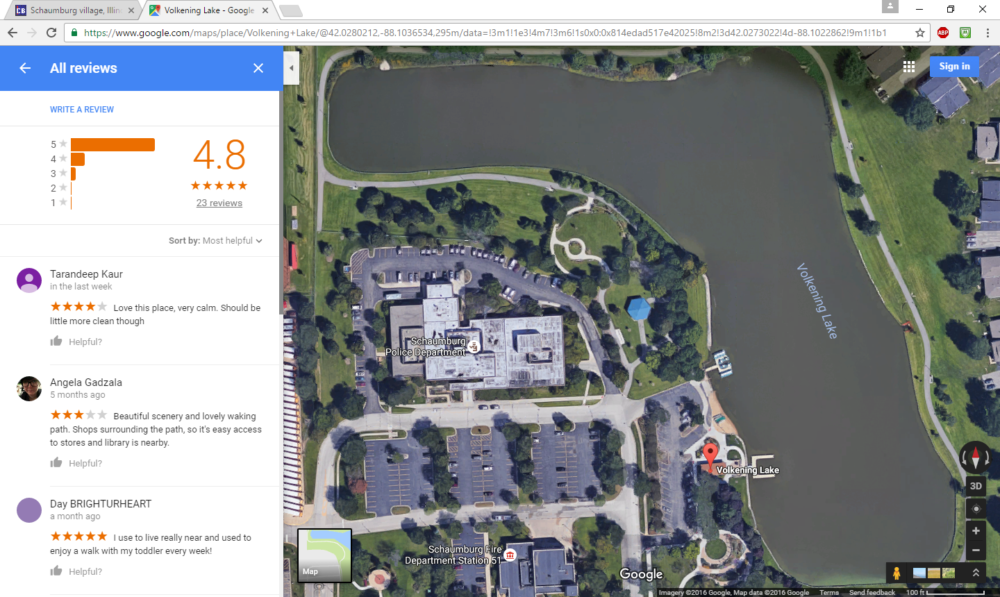 Schaumburg village, Illin
Volkening Lake - Google
https://www.google.com/maps/place/Volkening+Lake/@42.0280212,-88.1036534,295m/data=!3m1!1e3!4m7!3m6!1s0x0:0x814edad517e42025!8m2!3d42.0273022!4d-88.1022862!9m1!1b1
ABP
All reviews
WRITE A REVIEW
5
4
3
2
1
4.8
23 reviews
Sort by: Most helpful
Tarandeep Kaur
in the last week
Love this place, very calm. Should be
little more clean though
Helpful?
Angela Gadzala
5 months ago
Beautiful scenery and lovely waking
path. Shops surrounding the path, so it's easy access
to stores and library is nearby.
Helpful?
Day BRIGHTURHEART
a month ago
I use to live really near and used to
enjoy a walk with my toddler every week!
Helpful?
Sign in
Volkening Lake
Schaumburg
Police Department
Volkening Lake
Schaumburg Fire
Department Station 51
Map
Google
3D
Imagery ©2016 Google, Map data ©2016 Google
Terms
Send feedback
100 ft